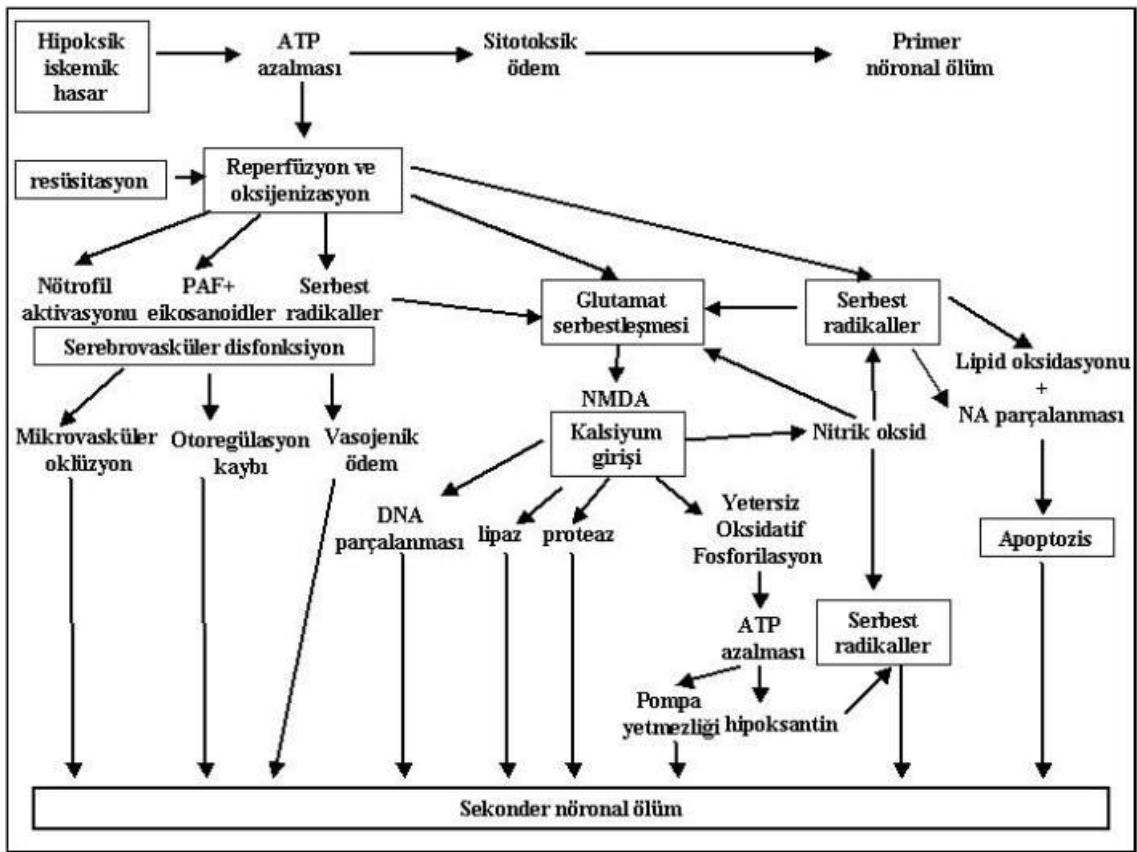 Hipoksik
iskemik
hasar
ATP
azalması
Sitotoksik
ödem
Primer
nöronal ölüm
resüsitasyon
Reperfüzyon ve
oksijenizasyon
Nötrofil
aktivasyonu
PAF+
eikosanoidler
Serbest
radikaller
Glutamat
serbestleşmesi
Serbest
radikaller
Serebrovasküler disfonksiyon
Lipid oksidasyonu
+
NA parçalanması
NMDA
Kalsiyum
girişi
Nitrik oksid
Mikrovasküler
oklüzyon
Otoregülasyon
kaybı
Vasojenik
ödem
DNA
parçalanması
lipaz
proteaz
Yetersiz
Oksidatif
Fosforilasyon
Apoptozis
ATP
azalması
Serbest
radikaller
Pompa
yetmezliği
hipoksantin
Sekonder nöronal ölüm